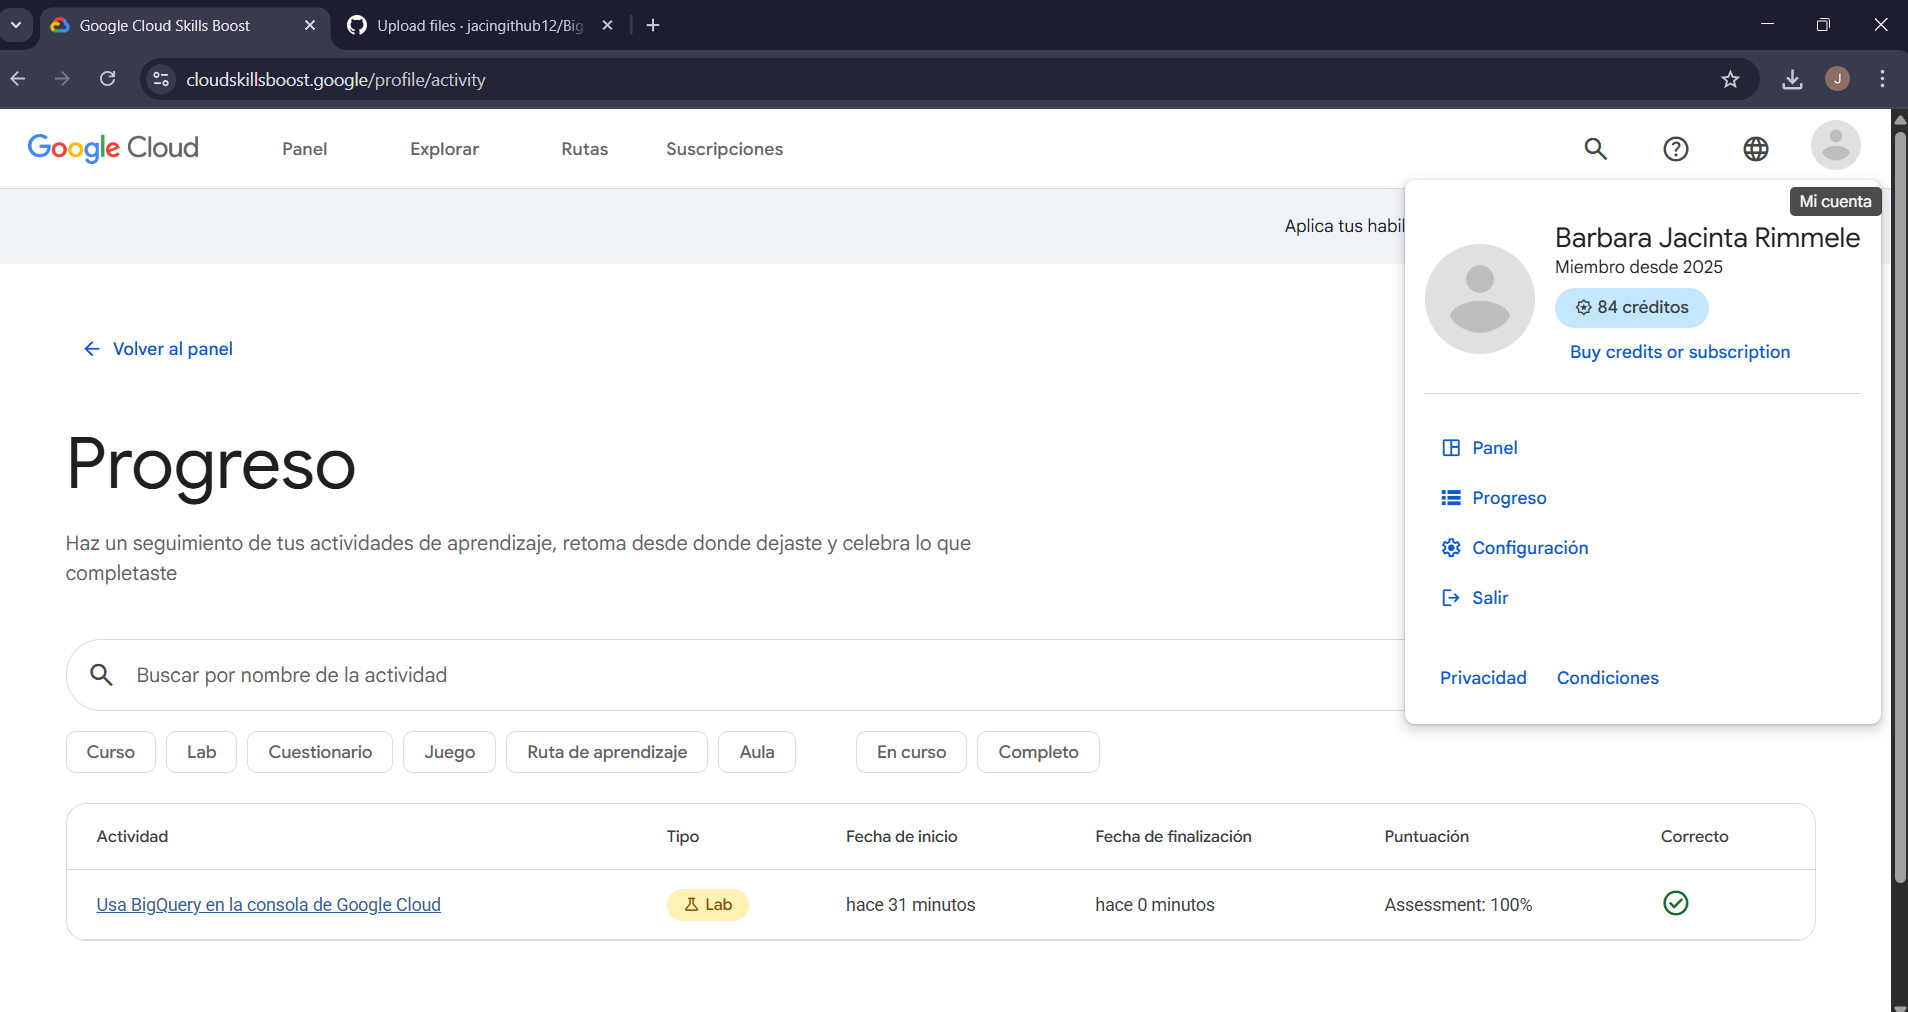 Google Cloud Skills Boost
Upload files · jacingithub12/Big
cloudskillsboost.google/profile/activity
J
Google Cloud
Panel
Explorar
Rutas
Suscripciones
Mi cuenta
Aplica tus habil
Barbara Jacinta Rimmele
Miembro desde 2025
84 créditos
Buy credits or subscription
Panel
Progreso
Configuración
Salir
Privacidad
Condiciones
Volver al panel
Progreso
Haz un seguimiento de tus actividades de aprendizaje, retoma desde donde dejaste y celebra lo que
completaste
Buscar por nombre de la actividad
Curso
Lab
Cuestionario
Juego
Ruta de aprendizaje
Aula
En curso
Completo
Actividad
Tipo
Fecha de inicio
Fecha de finalización
Puntuación
Correcto
Usa BigQuery en la consola de Google Cloud
Lab
hace 31 minutos
hace 0 minutos
Assessment: 100%